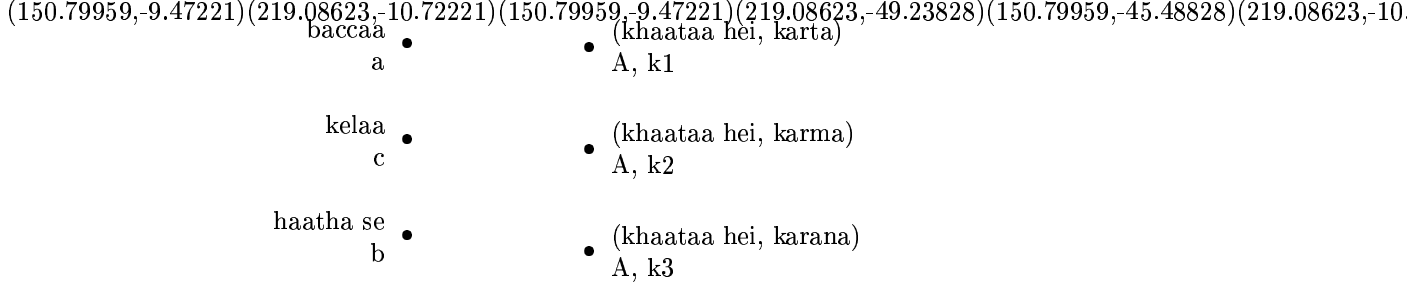 (150.79959,-9.47221)(219.08623,-10.72221)(150.79959,-9.47221)(219.08623,-49.23828)(150.79959,-45.48828)(219.08623,-10.
baccaa
a
(khaataa hei, karta)
A, k1
kelaa
c
(khaataa hei, karma)
A, k2
haatha se
b
(khaataa hei, karana)
A, k3